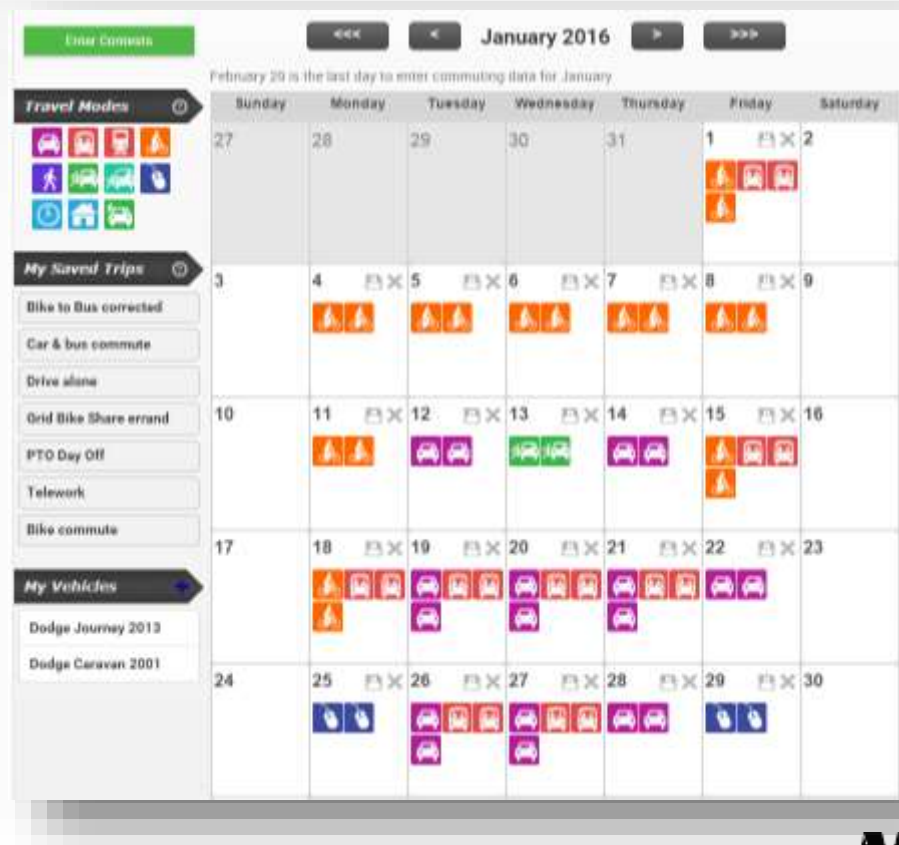 Enter Contests
<<<
<
January 2016
>
>>>
February 20 is the last day to enter commuting data for January
Travel Modes
Sunday Monday Tuesday Wednesday Thursday Friday Saturday
27 28 29 30 31 1 2
My Saved Trips
3 4 5 6 7 8 9
Bike to Bus corrected
Car & bus commute
Drive alone
Grid Bike Share errand
10 11 12 13 14 15 16
PTO Day Off
Telework
Bike commute
17 18 19 20 21 22 23
My Vehicles
Dodge Journey 2013
Dodge Caravan 2001
24 25 26 27 28 29 30